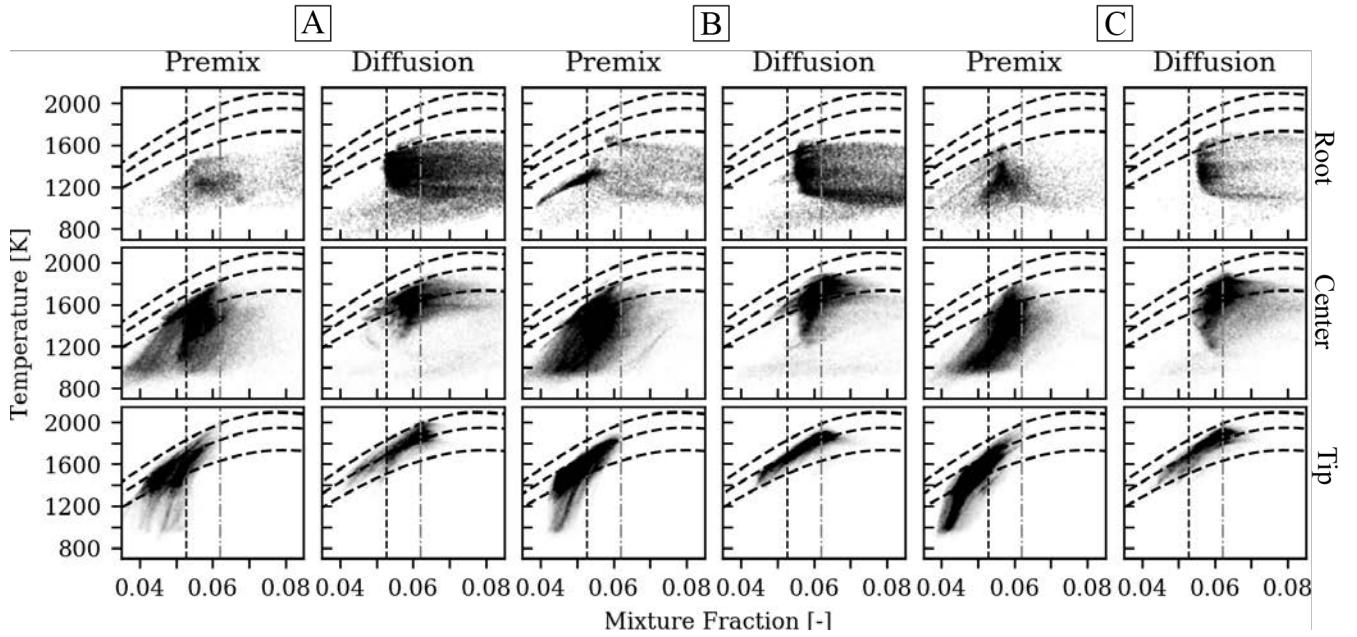 A B C
Premix Diffusion Premix Diffusion Premix Diffusion
2000
1600
1200
800
Root
2000
1600
1200
800
Center
2000
1600
1200
800
Tip
Temperature [K]
0.04 0.06 0.08 0.04 0.06 0.08 0.04 0.06 0.08 0.04 0.06 0.08 0.04 0.06 0.08 0.04 0.06 0.08
Mixture Fraction [-]